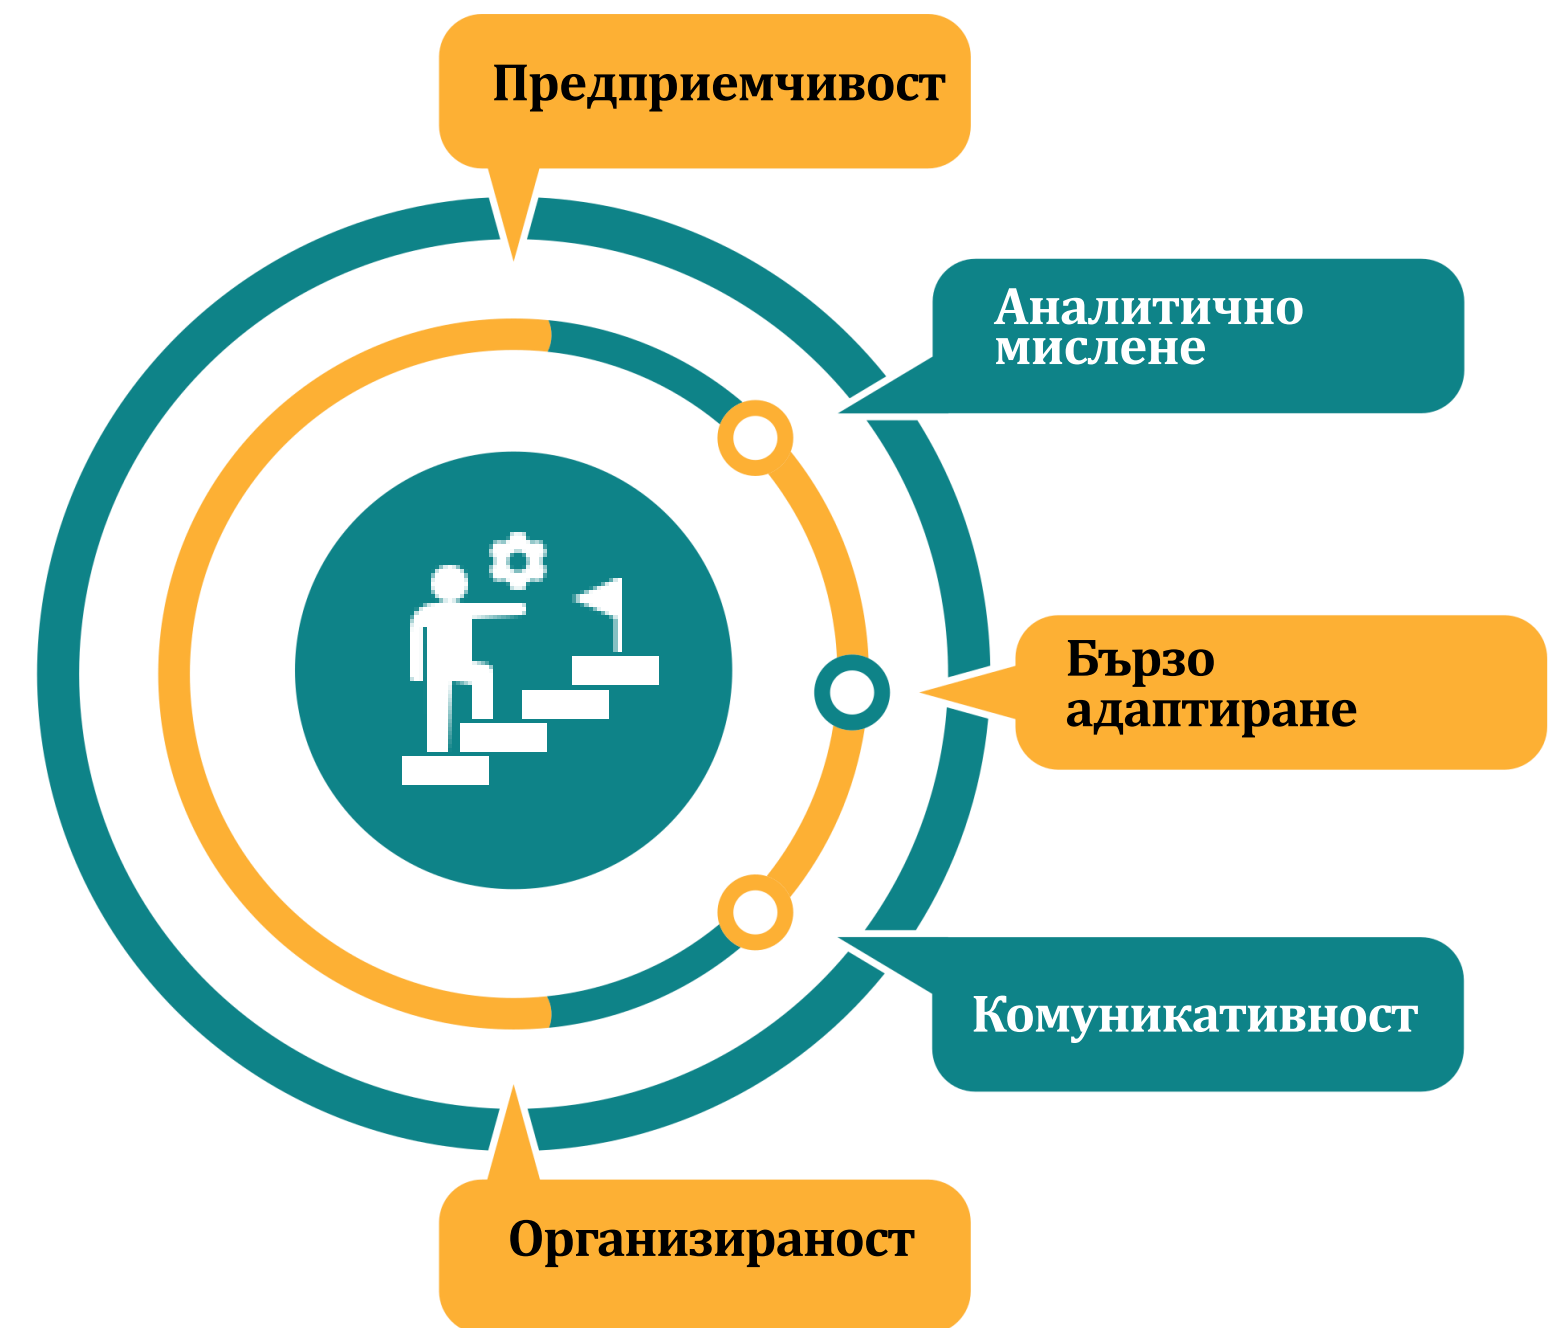 Предприемчивост
Аналитично
мислене
Бързо
адаптиране
Комуникативност
Организираност